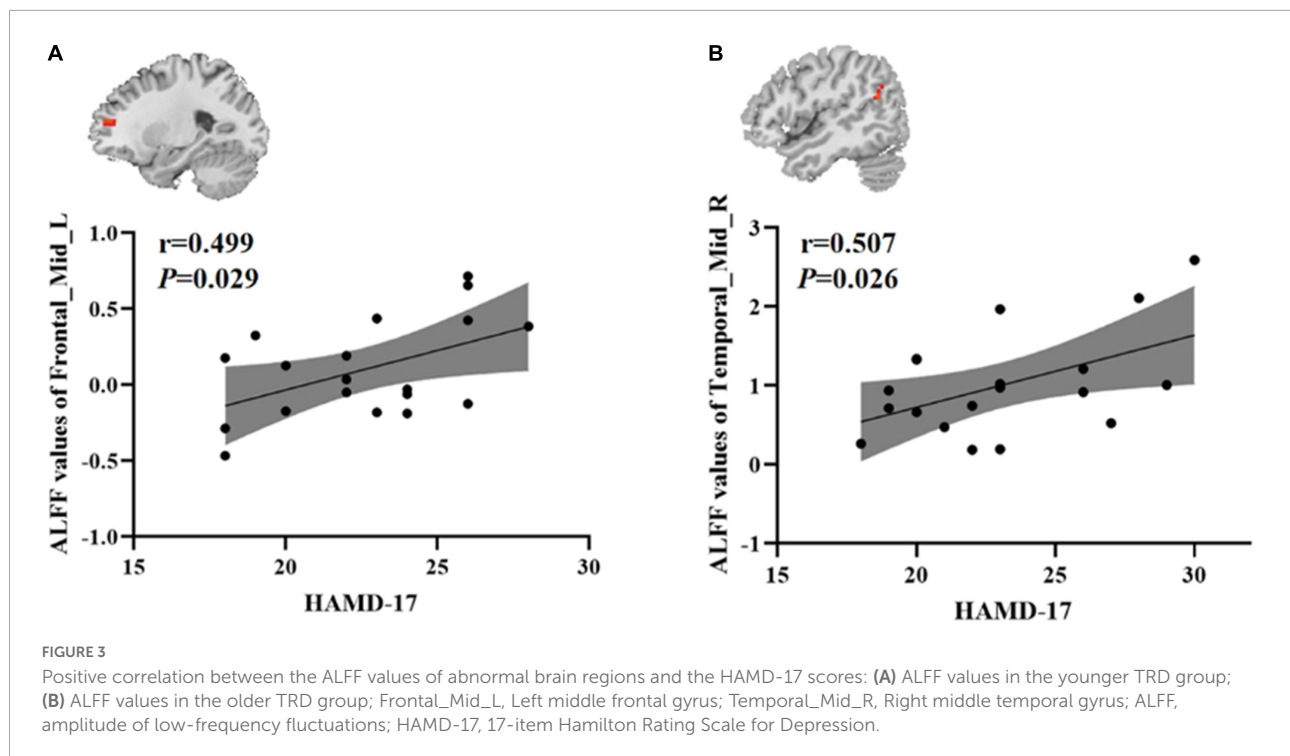 A
B
r=0.499
P=0.029
ALFF values of Frontal_Mid_L
1.0
0.5
0.0
-0.5
-1.0
15
20
25
30
HAMD-17
r=0.507
P=0.026
ALFF values of Temporal_Mid_R
3
2
1
0
-1
15
20
25
30
HAMD-17
FIGURE 3
Positive correlation between the ALFF values of abnormal brain regions and the HAMD-17 scores: (A) ALFF values in the younger TRD group;
(B) ALFF values in the older TRD group; Frontal_Mid_L, Left middle frontal gyrus; Temporal_Mid_R, Right middle temporal gyrus; ALFF,
amplitude of low-frequency fluctuations; HAMD-17, 17-item Hamilton Rating Scale for Depression.